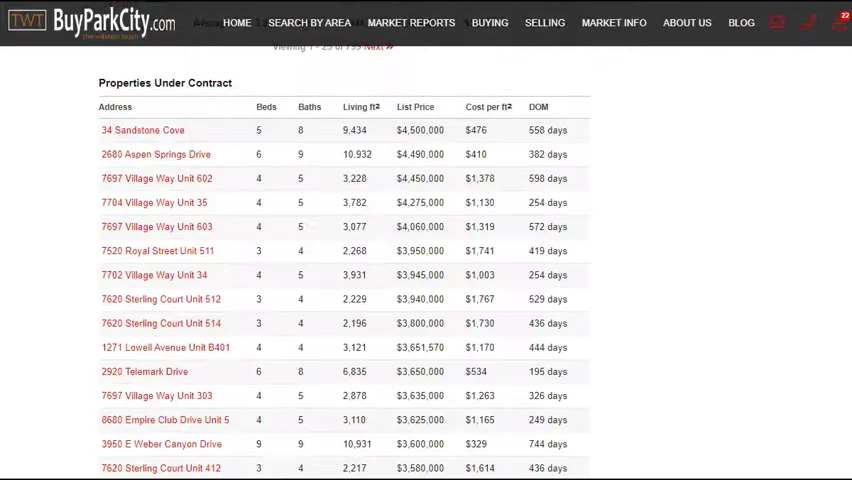 TWT BuyParkCity.com HOME SEARCH BY AREA MARKET REPORTS BUYING SELLING MARKET INFO ABOUT US BLOG 22
Viewing 1 - 25 of 799 Next »
Properties Under Contract
Address Beds Baths Living ft² List Price Cost per ft² DOM
34 Sandstone Cove 5 8 9,434 $4,500,000 $476 558 days
2680 Aspen Springs Drive 6 9 10,932 $4,490,000 $410 382 days
7697 Village Way Unit 602 4 5 3,228 $4,450,000 $1,378 598 days
7704 Village Way Unit 35 4 5 3,782 $4,275,000 $1,130 254 days
7697 Village Way Unit 603 4 5 3,077 $4,060,000 $1,319 572 days
7520 Royal Street Unit 511 3 4 2,268 $3,950,000 $1,741 419 days
7702 Village Way Unit 34 4 5 3,931 $3,945,000 $1,003 254 days
7620 Sterling Court Unit 512 3 4 2,229 $3,940,000 $1,767 529 days
7620 Sterling Court Unit 514 3 4 2,196 $3,800,000 $1,730 436 days
1271 Lowell Avenue Unit B401 4 4 3,121 $3,651,570 $1,170 444 days
2920 Telemark Drive 6 8 6,835 $3,650,000 $534 195 days
7697 Village Way Unit 303 4 5 2,878 $3,635,000 $1,263 326 days
8680 Empire Club Drive Unit 5 4 5 3,110 $3,625,000 $1,165 249 days
3950 E Weber Canyon Drive 9 9 10,931 $3,600,000 $329 744 days
7620 Sterling Court Unit 412 3 4 2,217 $3,580,000 $1,614 436 days